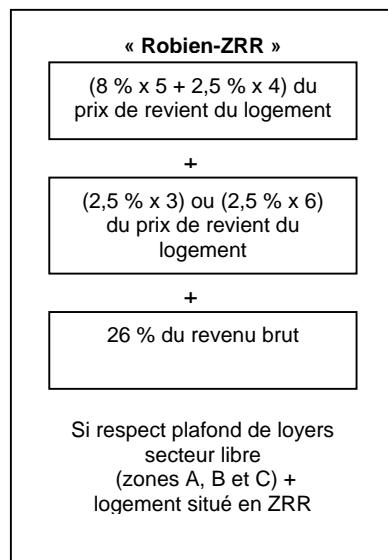 « Robien-ZRR »
(8 % x 5 + 2,5 % x 4) du
prix de revient du logement
+
(2,5 % x 3) ou (2,5 % x 6)
du prix de revient du
logement
+
26 % du revenu brut
Si respect plafond de loyers
secteur libre
(zones A, B et C) +
logement situé en ZRR